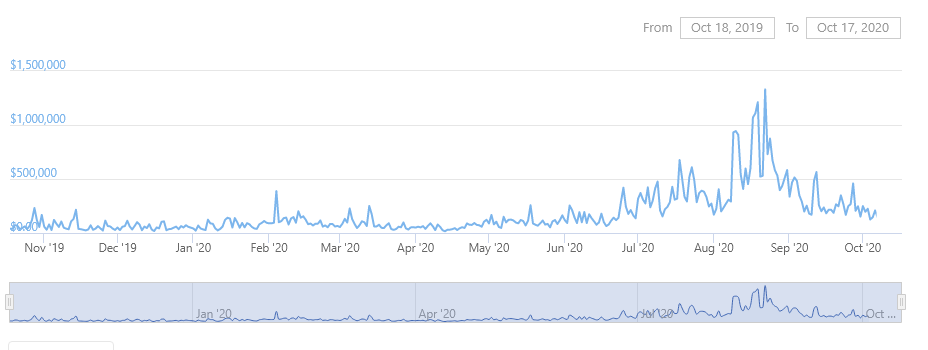 From Oct 18, 2019 To Oct 17, 2020
$1,500,000
$1,000,000
$500,000
$0.00
Nov '19 Dec '19 Jan '20 Feb '20 Mar '20 Apr '20 May '20 Jun '20 Jul '20 Aug '20 Sep '20 Oct '20
Jan '20 Apr '20 Jul '20 Oct ...